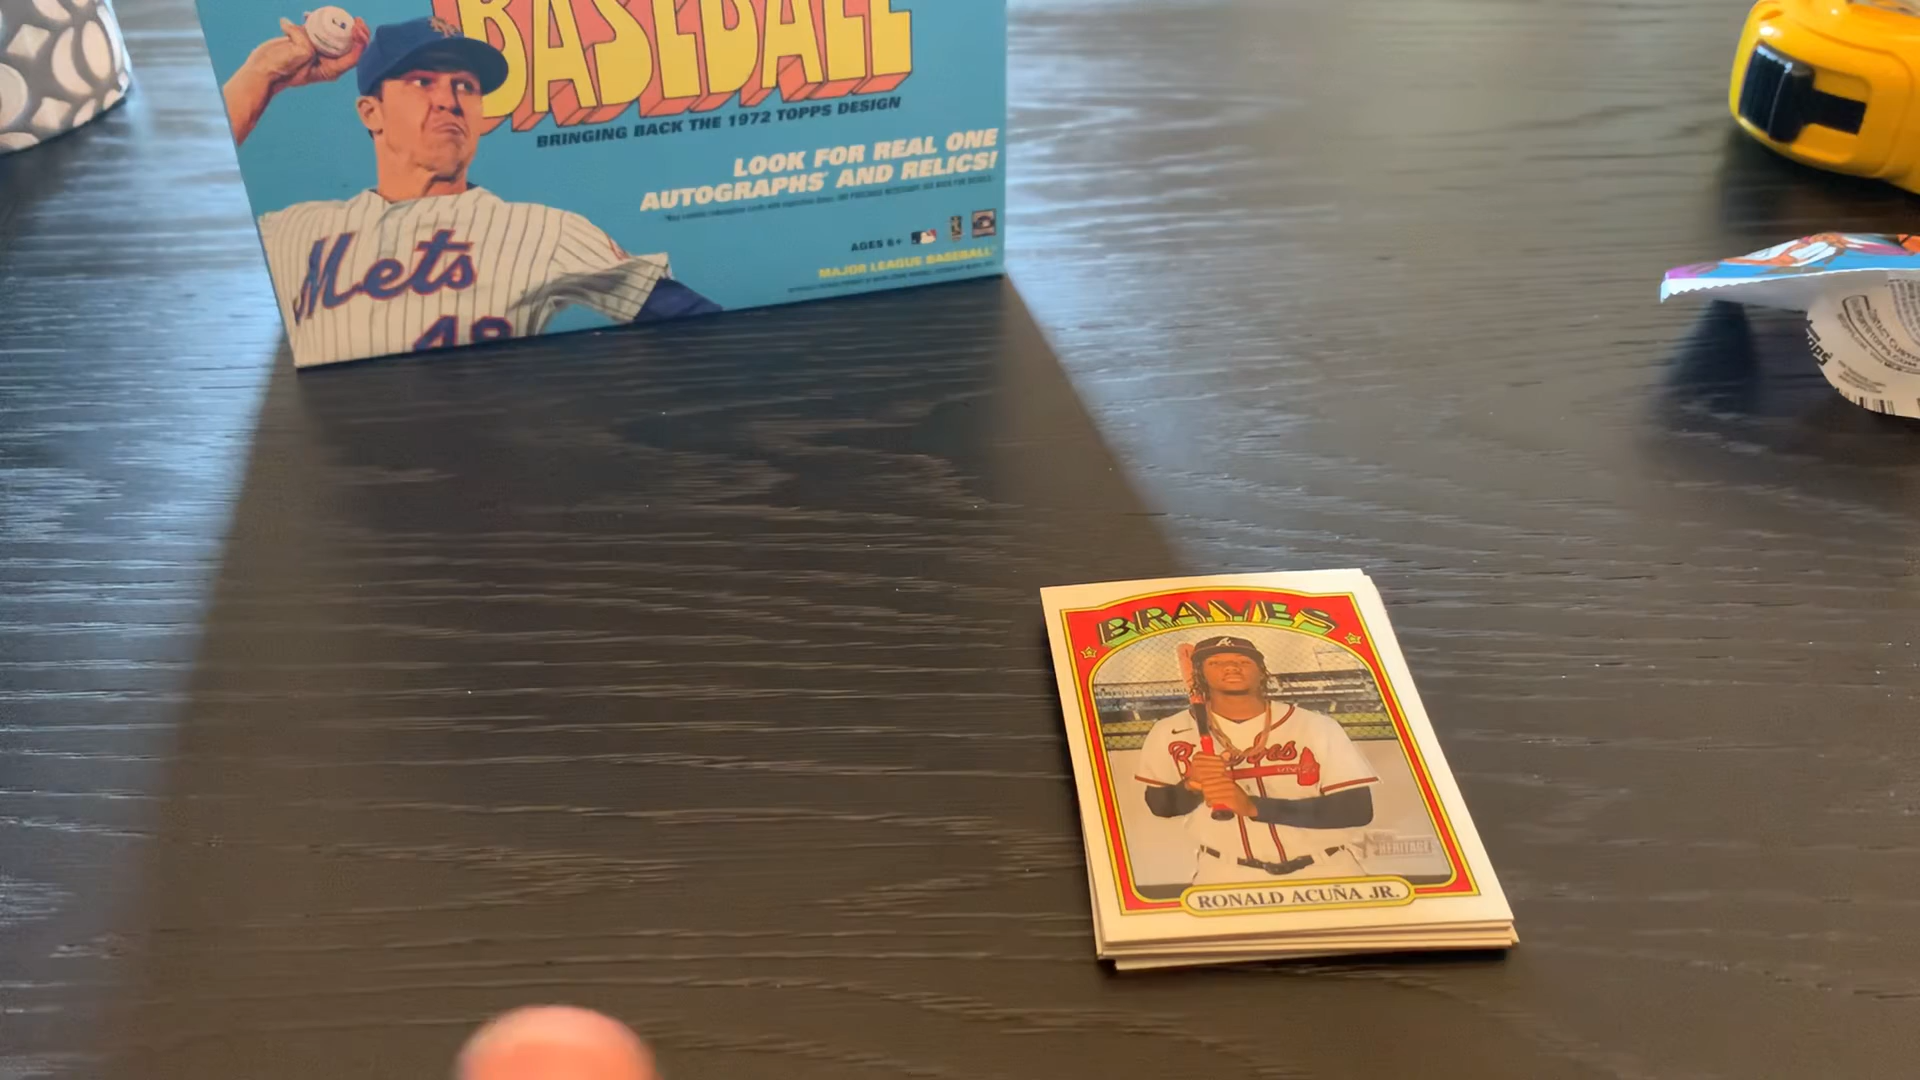 BASEBALL
BRINGING BACK THE 1972 TOPPS DESIGN
LOOK FOR REAL ONE
AUTOGRAPHS* AND RELICS!
AGES 6+
MAJOR LEAGUE BASEBALL
Mets
48
BRAVES
Braves
HERITAGE
RONALD ACUÑA JR.